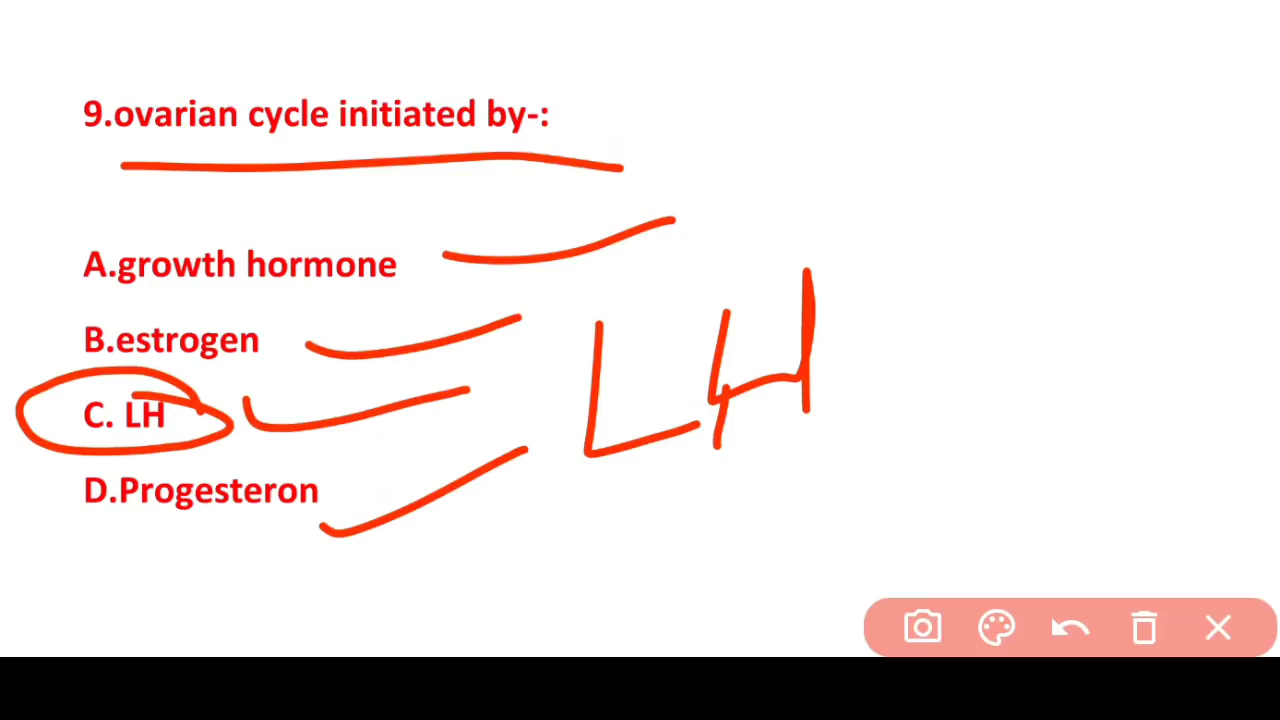 9.ovarian cycle initiated by-:
A.growth hormone
B.estrogen
C. LH
LH
D.Progesteron